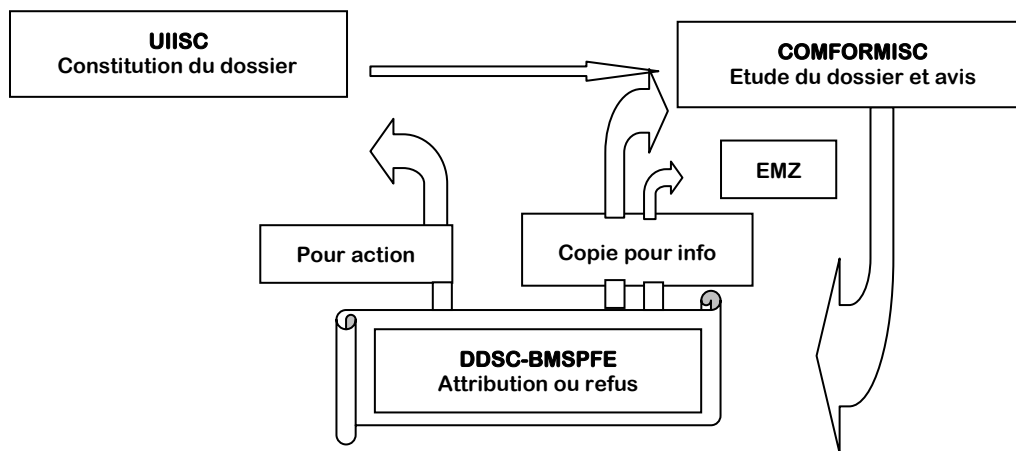 UIISC
Constitution du dossier
COMFORMISC
Etude du dossier et avis
EMZ
Pour action
Copie pour info
DDSC-BMSPFE
Attribution ou refus